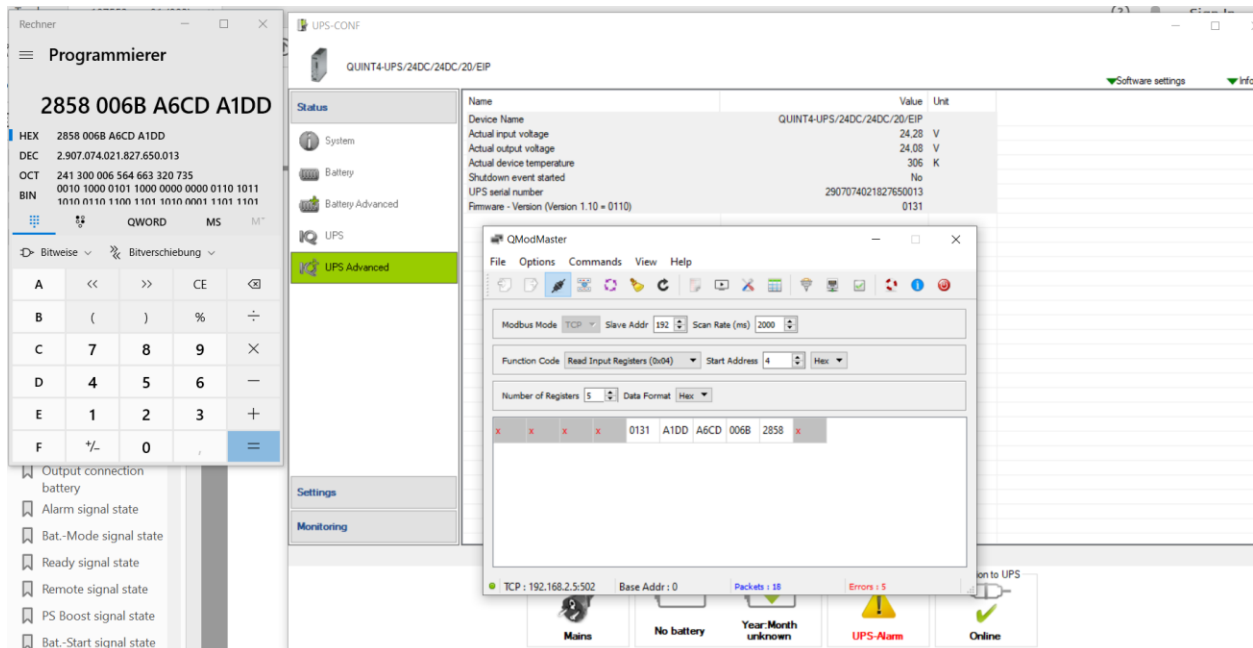 Rechner
Programmierer
2858 006B A6CD A1DD
HEX 2858 006B A6CD A1DD
DEC 2.907.074.021.827.650.013
OCT 241 300 006 564 663 320 735
BIN 0010 1000 0101 1000 0000 0000 0110 1011
1010 0110 1100 1101 1010 0001 1101 1101
QWORD MS M
Bitweise Bitverschiebung
A << >> CE
B ( ) % ÷
C 7 8 9 ×
D 4 5 6 −
E 1 2 3 +
F +/− 0 , =
Output connection
battery
Alarm signal state
Bat.-Mode signal state
Ready signal state
Remote signal state
PS Boost signal state
Bat.-Start signal state
UPS-CONF
QUINT4-UPS/24DC/24DC/20/EIP
Software settings
Status
System
Battery
Battery Advanced
UPS
UPS Advanced
Settings
Monitoring
Name Value Unit
Device Name QUINT4-UPS/24DC/24DC/20/EIP
Actual input voltage 24,28 V
Actual output voltage 24,08 V
Actual device temperature 306 K
Shutdown event started No
UPS serial number 2907074021827650013
Firmware - Version (Version 1.10 = 0110) 0131
QModMaster
File Options Commands View Help
Modbus Mode TCP Slave Addr 192 Scan Rate (ms) 2000
Function Code Read Input Registers (0x04) Start Address 4 Hex
Number of Registers 5 Data Format Hex
x x x x 0131 A1DD A6CD 006B 2858 x
TCP : 192.168.2.5:502 Base Addr : 0 Packets : 18 Errors : 5
to UPS
Mains
No battery
Year:Month
unknown
UPS-Alarm
Online